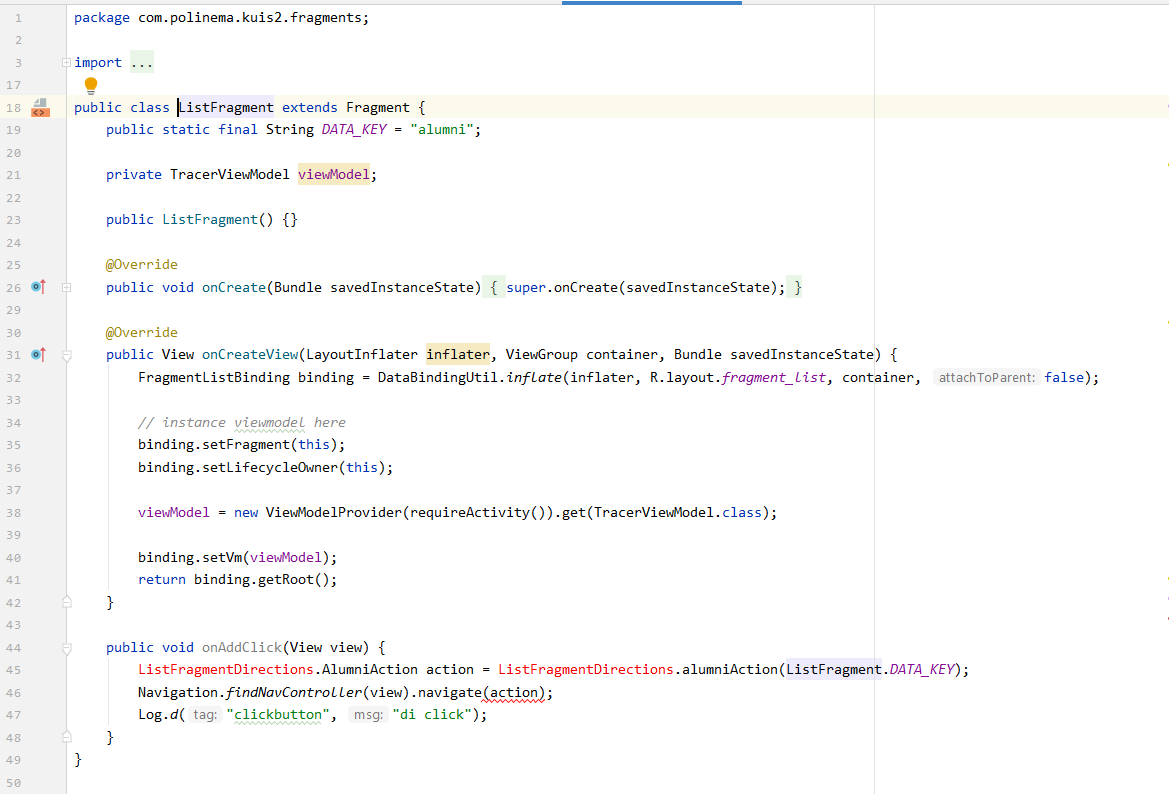 1 package com.polinema.kuis2.fragments;
2
3 import ...
17
18 public class ListFragment extends Fragment {
19 public static final String DATA_KEY = "alumni";
20
21 private TracerViewModel viewModel;
22
23 public ListFragment() {}
24
25 @Override
26 public void onCreate(Bundle savedInstanceState) { super.onCreate(savedInstanceState); }
29
30 @Override
31 public View onCreateView(LayoutInflater inflater, ViewGroup container, Bundle savedInstanceState) {
32 FragmentListBinding binding = DataBindingUtil.inflate(inflater, R.layout.fragment_list, container, attachToParent: false);
33
34 // instance viewmodel here
35 binding.setFragment(this);
36 binding.setLifecycleOwner(this);
37
38 viewModel = new ViewModelProvider(requireActivity()).get(TracerViewModel.class);
39
40 binding.setVm(viewModel);
41 return binding.getRoot();
42 }
43
44 public void onAddClick(View view) {
45 ListFragmentDirections.AlumniAction action = ListFragmentDirections.alumniAction(ListFragment.DATA_KEY);
46 Navigation.findNavController(view).navigate(action);
47 Log.d( tag: "clickbutton", msg: "di click");
48 }
49 }
50